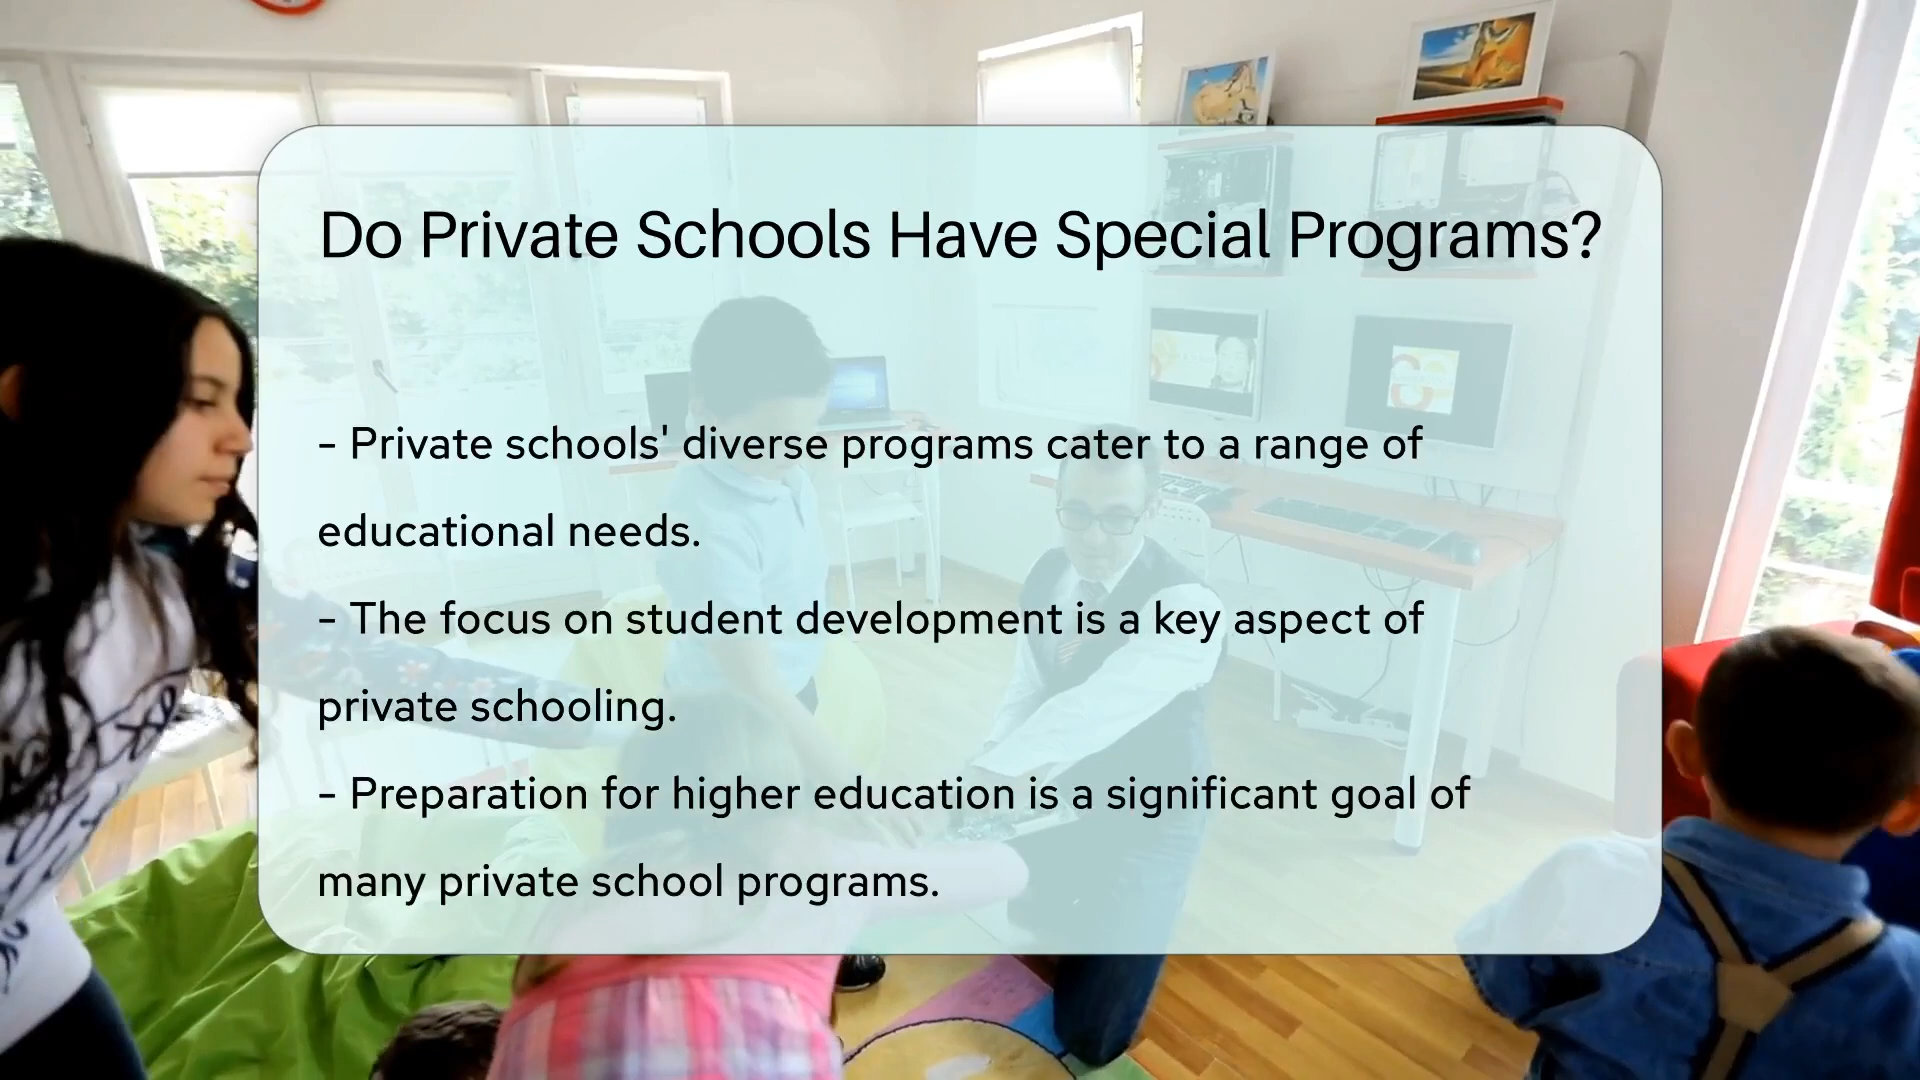 Do Private Schools Have Special Programs?
- Private schools' diverse programs cater to a range of
educational needs.
- The focus on student development is a key aspect of
private schooling.
- Preparation for higher education is a significant goal of
many private school programs.